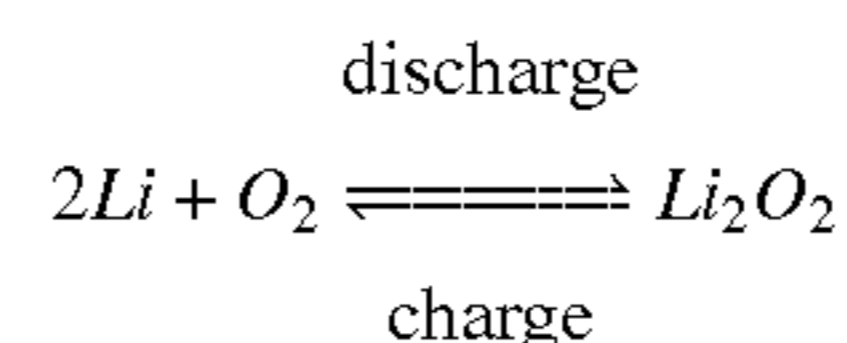 discharge
2Li + O₂ ⇌ Li₂O₂
charge